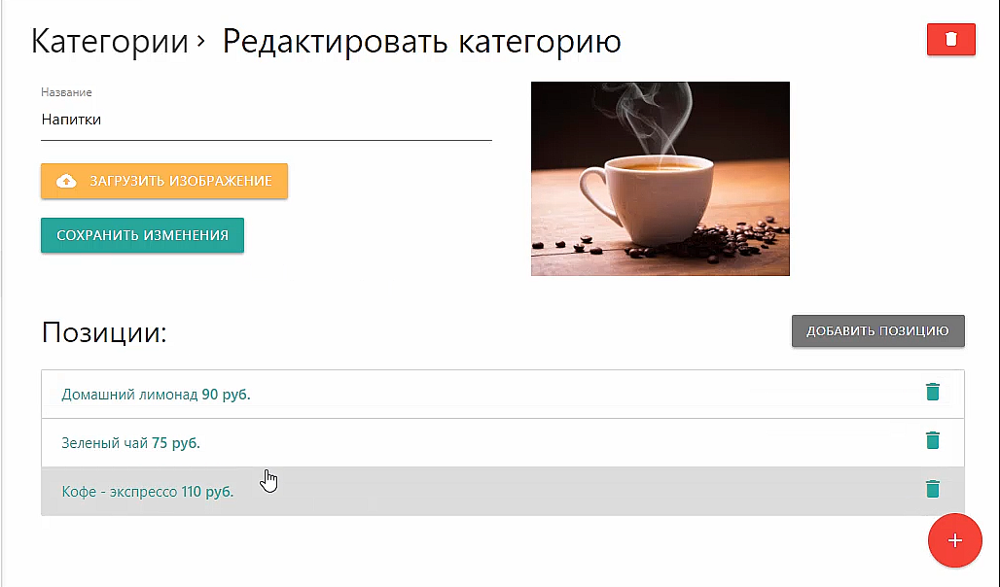 Категории › Редактировать категорию
Название
Напитки
ЗАГРУЗИТЬ ИЗОБРАЖЕНИЕ
СОХРАНИТЬ ИЗМЕНЕНИЯ
Позиции:
ДОБАВИТЬ ПОЗИЦИЮ
Домашний лимонад 90 руб.
Зеленый чай 75 руб.
Кофе - экспрессо 110 руб.
+